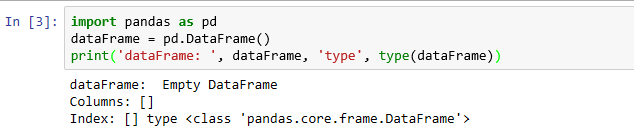 In [3]: import pandas as pd
dataFrame = pd.DataFrame()
print('dataFrame: ', dataFrame, 'type', type(dataFrame))
dataFrame:  Empty DataFrame
Columns: []
Index: [] type <class 'pandas.core.frame.DataFrame'>